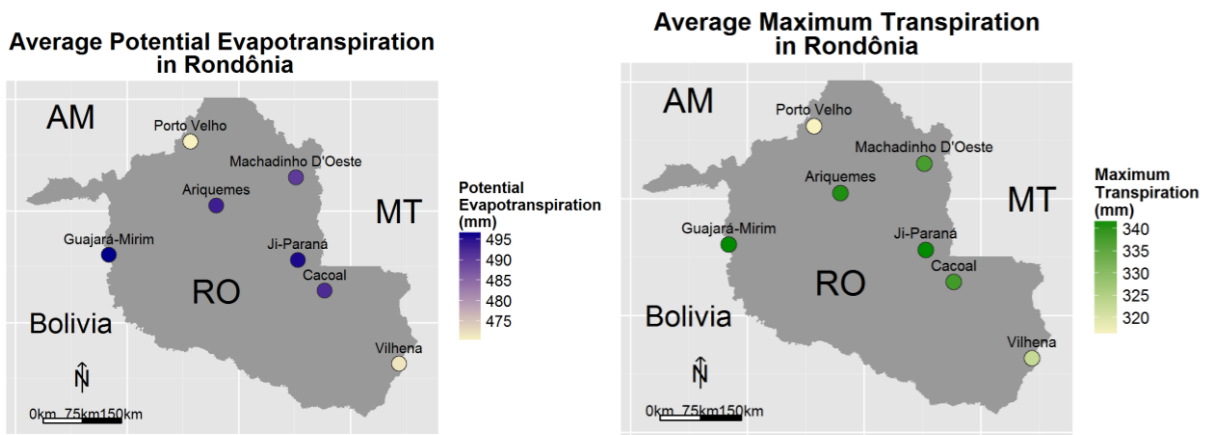 Average Potential Evapotranspiration
in Rondônia
AM
Porto Velho
Machadinho D'Oeste
Ariquemes
MT
Guajará-Mirim
Ji-Paraná
Cacoal
RO
Bolivia
Vilhena
N
0km 75km150km
Potential
Evapotranspiration
(mm)
495
490
485
480
475
Average Maximum Transpiration
in Rondônia
AM
Porto Velho
Machadinho D'Oeste
Ariquemes
MT
Guajará-Mirim
Ji-Paraná
Cacoal
RO
Bolivia
Vilhena
N
0km 75km150km
Maximum
Transpiration
(mm)
340
335
330
325
320